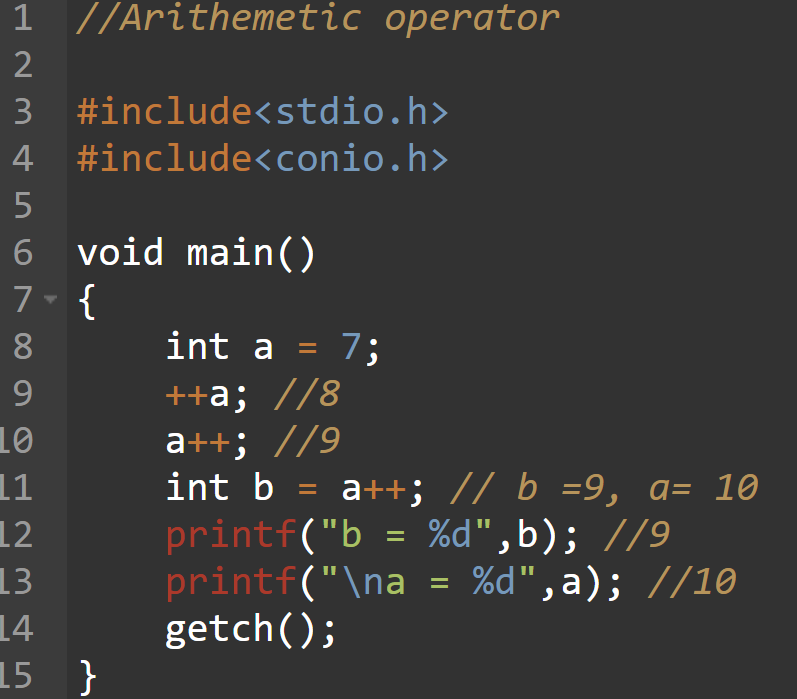 1 //Arithemetic operator
2
3 #include<stdio.h>
4 #include<conio.h>
5
6 void main()
7 {
8 int a = 7;
9 ++a; //8
10 a++; //9
11 int b = a++; // b =9, a= 10
12 printf("b = %d",b); //9
13 printf("\na = %d",a); //10
14 getch();
15 }